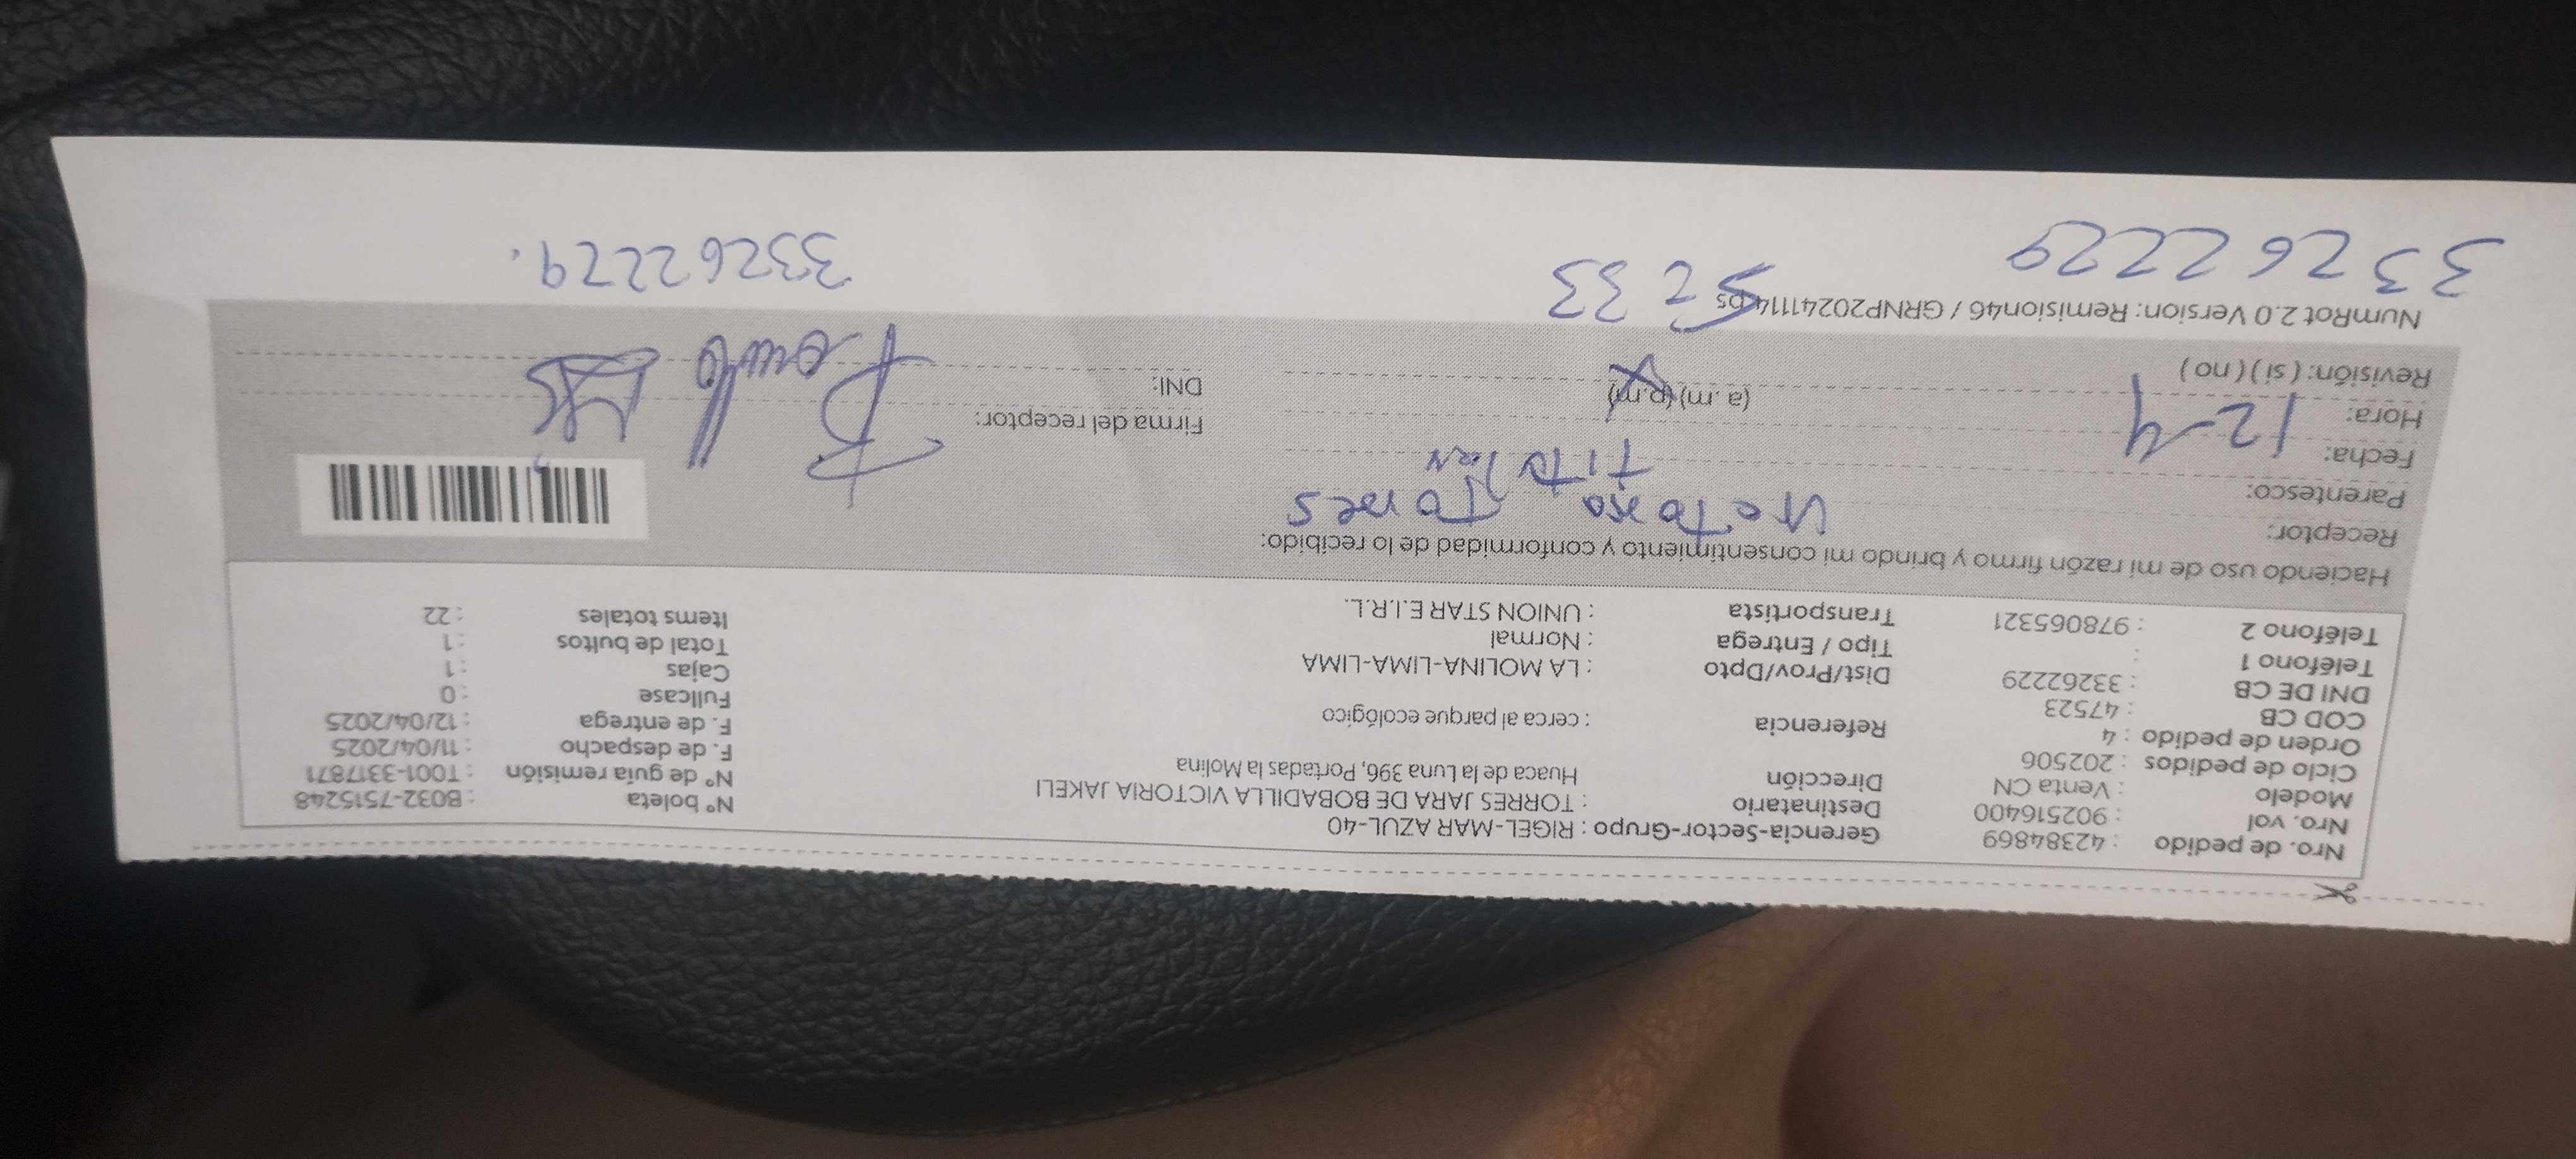 Nro. de pedido : 42384869 Gerencia-Sector-Grupo : RIGEL-MAR AZUL-40 N° boleta : B032-7515248
Nro. vol : 902516400 Destinatario : TORRES JARA DE BOBADILLA VICTORIA JAKELI N° de guía remisión : T001-3317871
Modelo : Venta CN Dirección Huaca de la Luna 396, Portadas la Molina F. de despacho : 11/04/2025
Ciclo de pedidos : 202506 F. de entrega : 12/04/2025
Orden de pedido : 4 Referencia : cerca al parque ecológico Fullcase : 0
COD CB : 47523 Cajas : 1
DNI DE CB : 33262229 Dist/Prov/Dpto : LA MOLINA-LIMA-LIMA Total de bultos : 1
Teléfono 1 : Tipo / Entrega : Normal Items totales : 22
Teléfono 2 : 978065321 Transportista : UNION STAR E.I.R.L.
Haciendo uso de mi razón firmo y brindo mi consentimiento y conformidad de lo recibido:
Receptor: Victoria Torres
Parentesco: Titular
Fecha: 12-4 Firma del receptor:
Hora: (a.m) (p.m) DNI:
Revisión: ( si ) ( no )
NumRot 2.0 Version: Remision46 / GRNP20241114.ps 5:33
33262229 33262229.